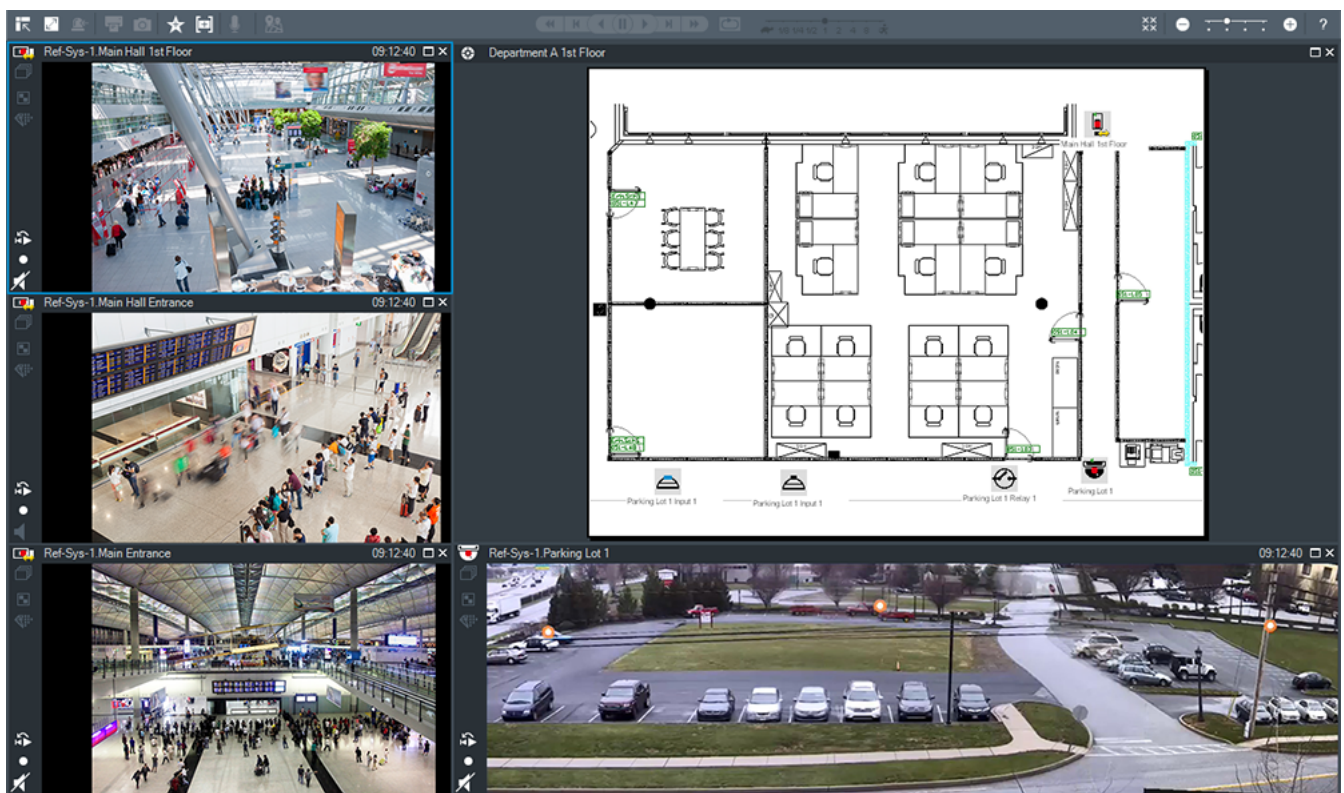 ?
Ref-Sys-1.Main Hall 1st Floor 09:12:40
Department A 1st Floor
Main Hall 1st Floor
Ref-Sys-1.Main Hall Entrance 09:12:40
Parking Lot 1 Input 1
Parking Lot 1 Input 1
Parking Lot 1 Relay 1
Parking Lot 1
Ref-Sys-1.Main Entrance 09:12:40
Ref-Sys-1.Parking Lot 1 09:12:40